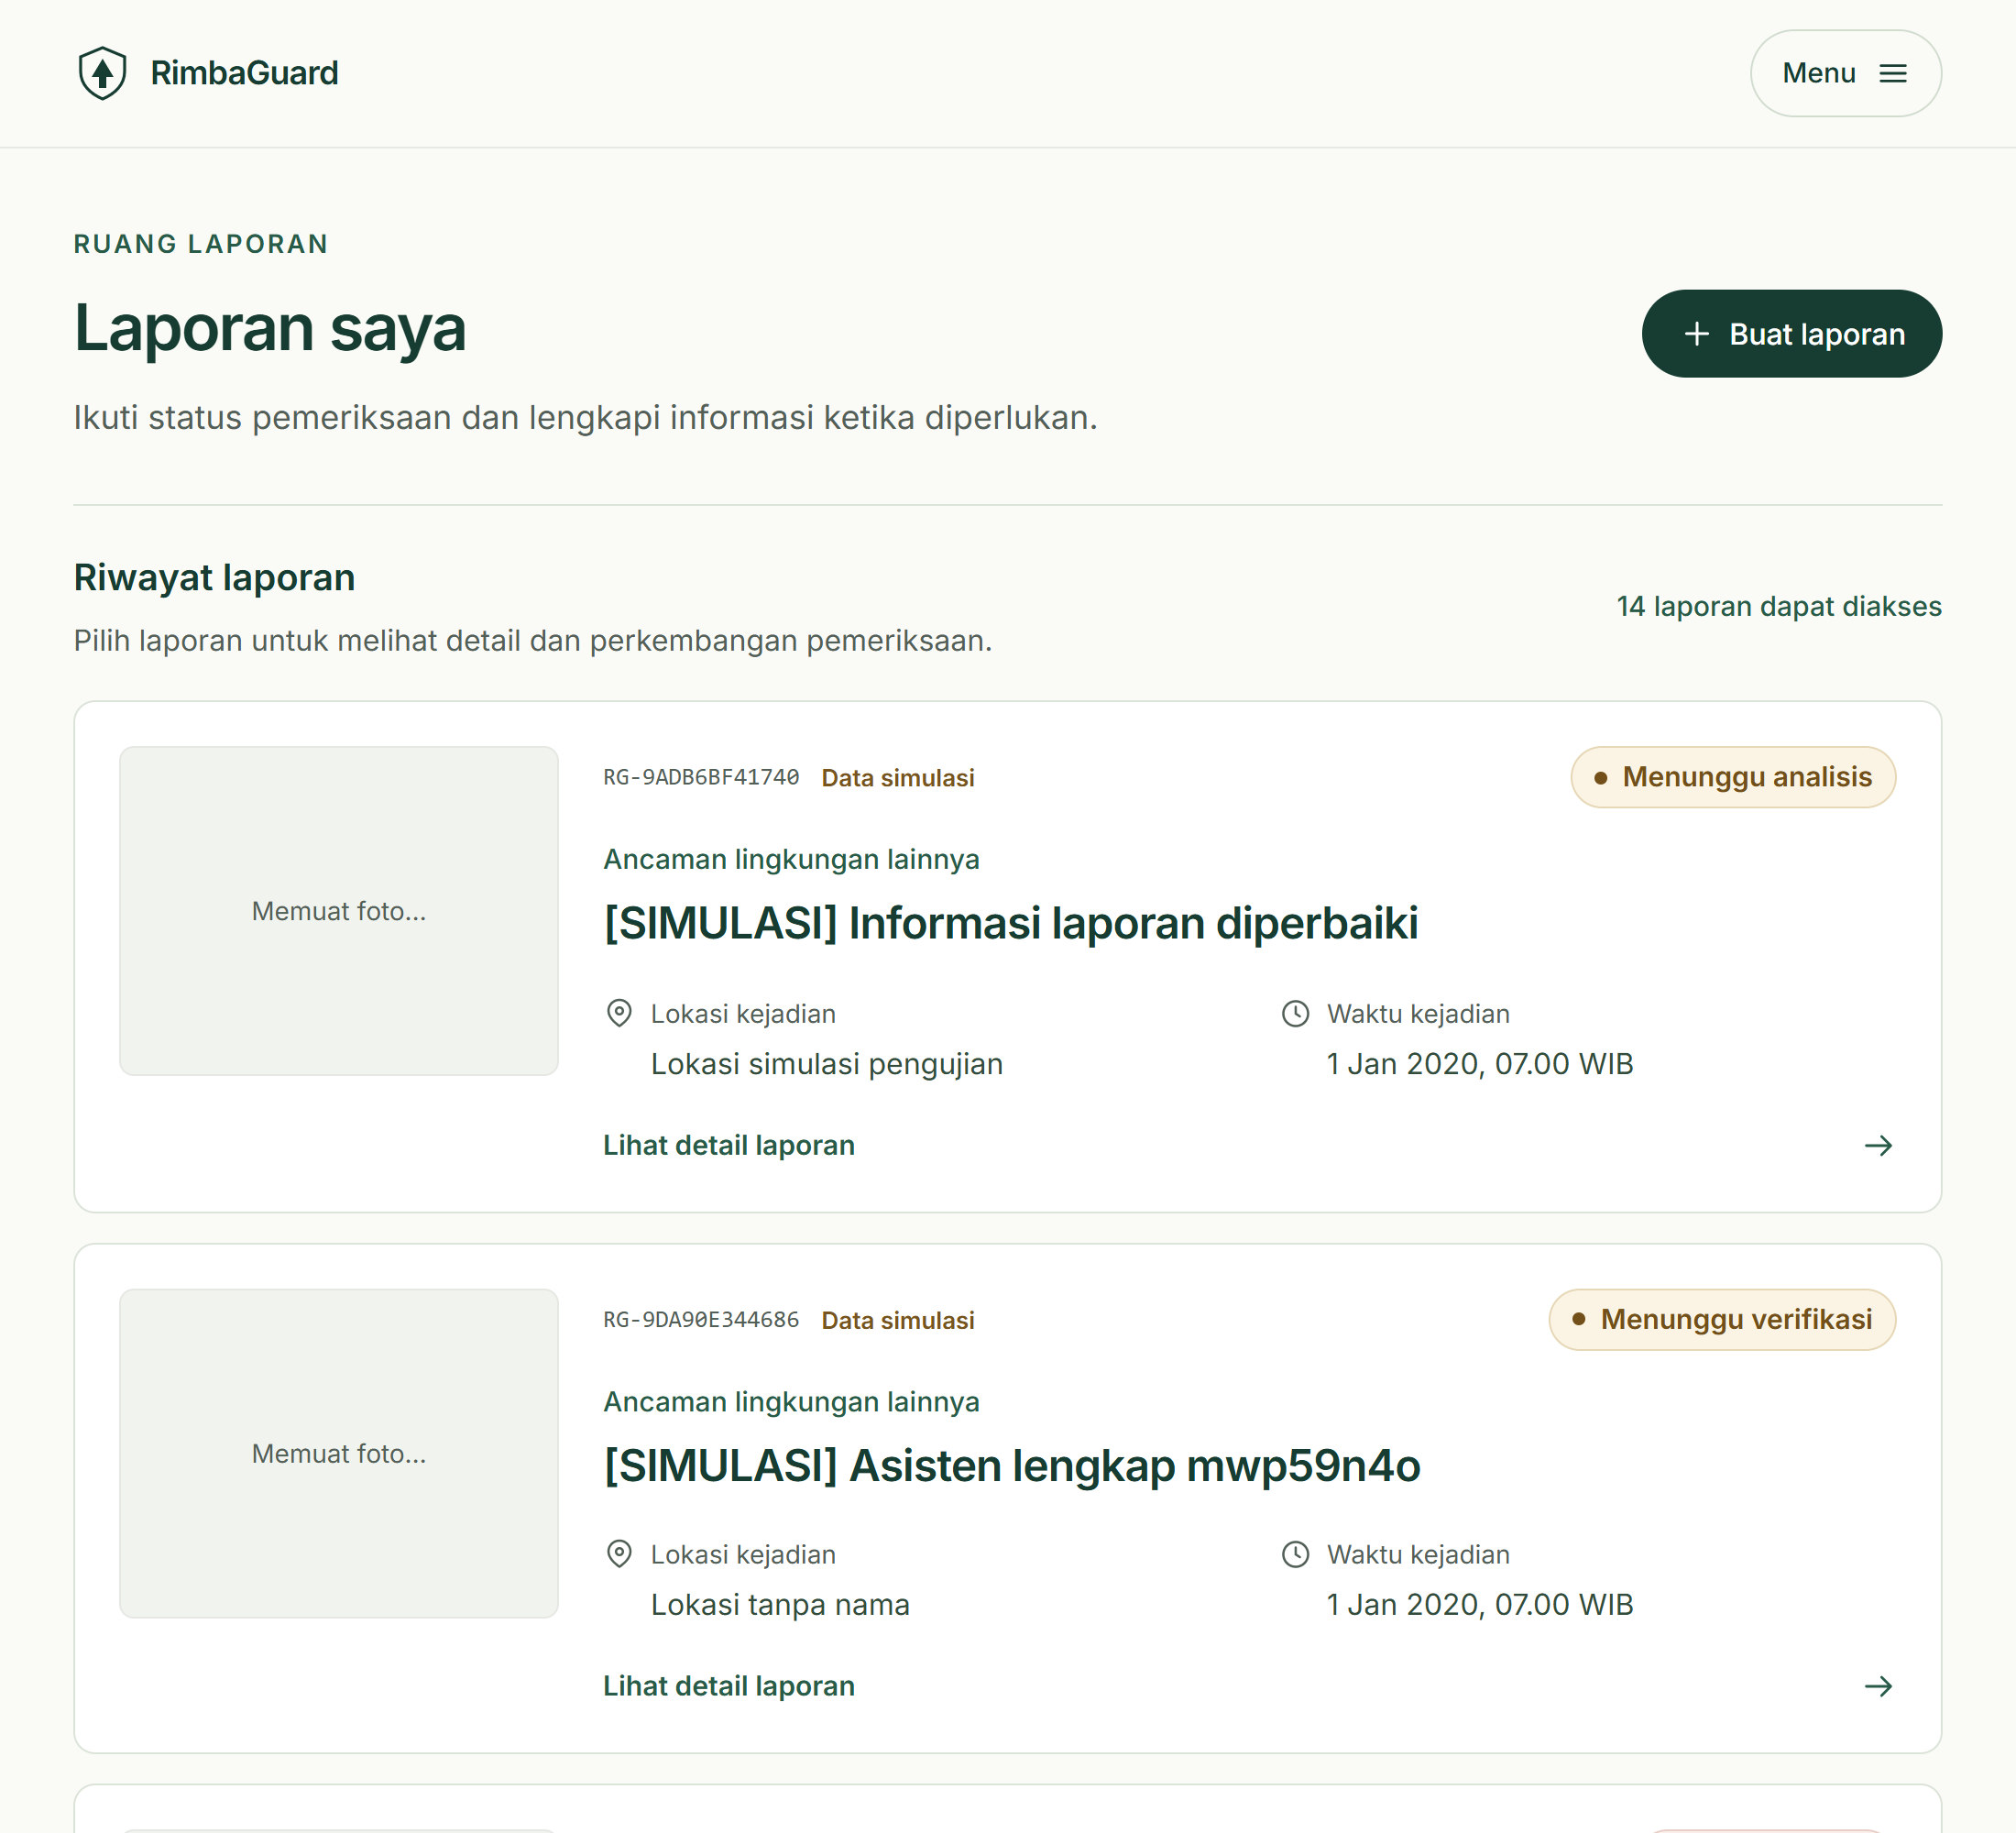 RimbaGuard
Menu
RUANG LAPORAN
Laporan saya
Buat laporan
Ikuti status pemeriksaan dan lengkapi informasi ketika diperlukan.
Riwayat laporan
14 laporan dapat diakses
Pilih laporan untuk melihat detail dan perkembangan pemeriksaan.
Memuat foto...
RG-9ADB6BF41740 Data simulasi
Menunggu analisis
Ancaman lingkungan lainnya
[SIMULASI] Informasi laporan diperbaiki
Lokasi kejadian
Lokasi simulasi pengujian
Waktu kejadian
1 Jan 2020, 07.00 WIB
Lihat detail laporan
Memuat foto...
RG-9DA90E344686 Data simulasi
Menunggu verifikasi
Ancaman lingkungan lainnya
[SIMULASI] Asisten lengkap mwp59n4o
Lokasi kejadian
Lokasi tanpa nama
Waktu kejadian
1 Jan 2020, 07.00 WIB
Lihat detail laporan